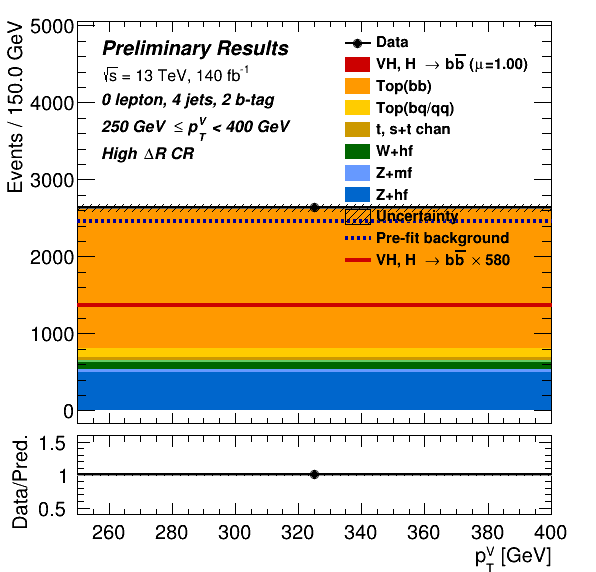 Events / 150.0 GeV
5000
4000
3000
2000
1000
0
Preliminary Results
√s = 13 TeV, 140 fb⁻¹
0 lepton, 4 jets, 2 b-tag
250 GeV ≤ p_T^V < 400 GeV
High ΔR CR
Data
VH, H → bb̅ (μ=1.00)
Top(bb)
Top(bq/qq)
t, s+t chan
W+hf
Z+mf
Z+hf
Uncertainty
Pre-fit background
VH, H → bb̅ × 580
Data/Pred.
1.5
1
0.5
260 280 300 320 340 360 380 400
p_T^V [GeV]